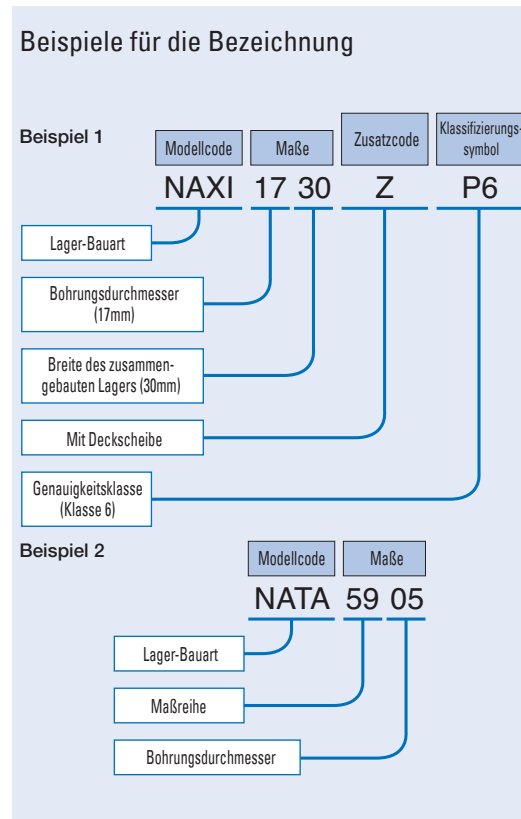 Beispiele für die Bezeichnung
Beispiel 1
Modellcode
Maße
Zusatzcode
Klassifizierungs-
symbol
NAXI 17 30 Z P6
Lager-Bauart
Bohrungsdurchmesser
(17mm)
Breite des zusammen-
gebauten Lagers (30mm)
Mit Deckscheibe
Genauigkeitsklasse
(Klasse 6)
Beispiel 2
Modellcode
Maße
NATA 59 05
Lager-Bauart
Maßreihe
Bohrungsdurchmesser